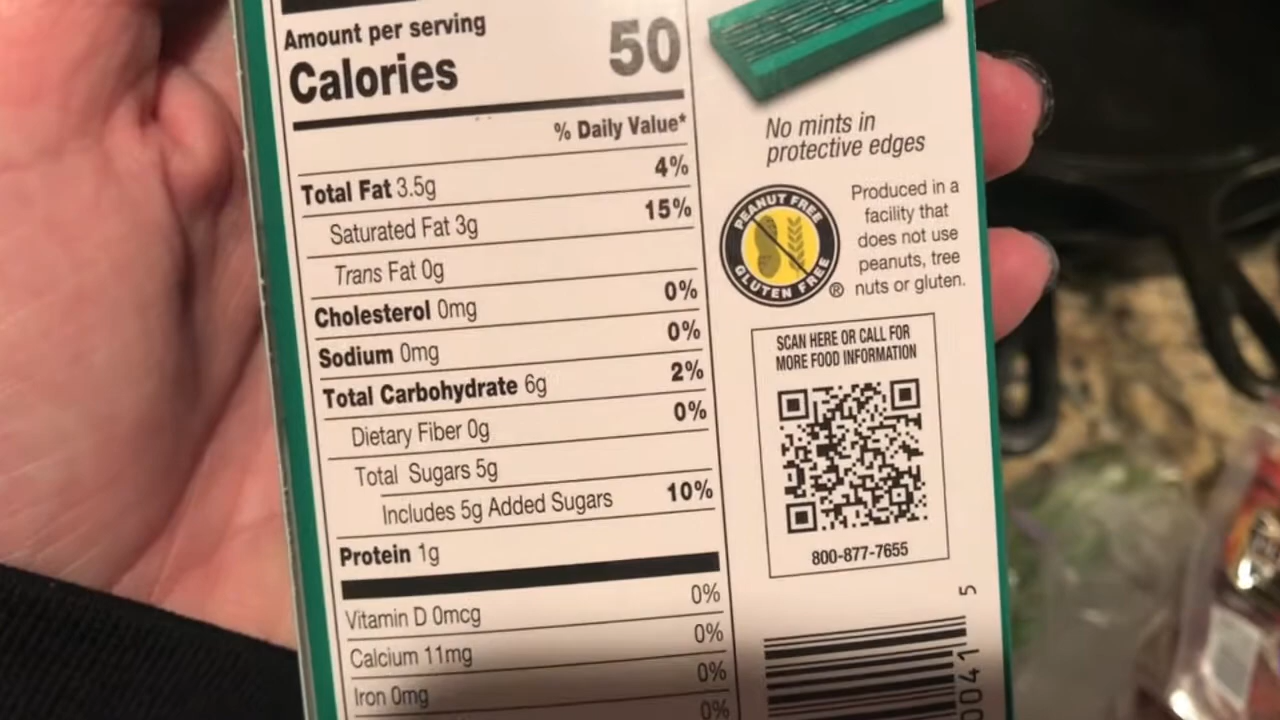 Amount per serving
Calories 50
% Daily Value*
Total Fat 3.5g 4%
Saturated Fat 3g 15%
Trans Fat 0g
Cholesterol 0mg 0%
Sodium 0mg 0%
Total Carbohydrate 6g 2%
Dietary Fiber 0g 0%
Total Sugars 5g
Includes 5g Added Sugars 10%
Protein 1g
Vitamin D 0mcg 0%
Calcium 11mg 0%
Iron 0mg 0%
0%
No mints in
protective edges
PEANUT FREE
GLUTEN FREE
®
Produced in a
facility that
does not use
peanuts, tree
nuts or gluten.
SCAN HERE OR CALL FOR
MORE FOOD INFORMATION
800-877-7655
0041 5